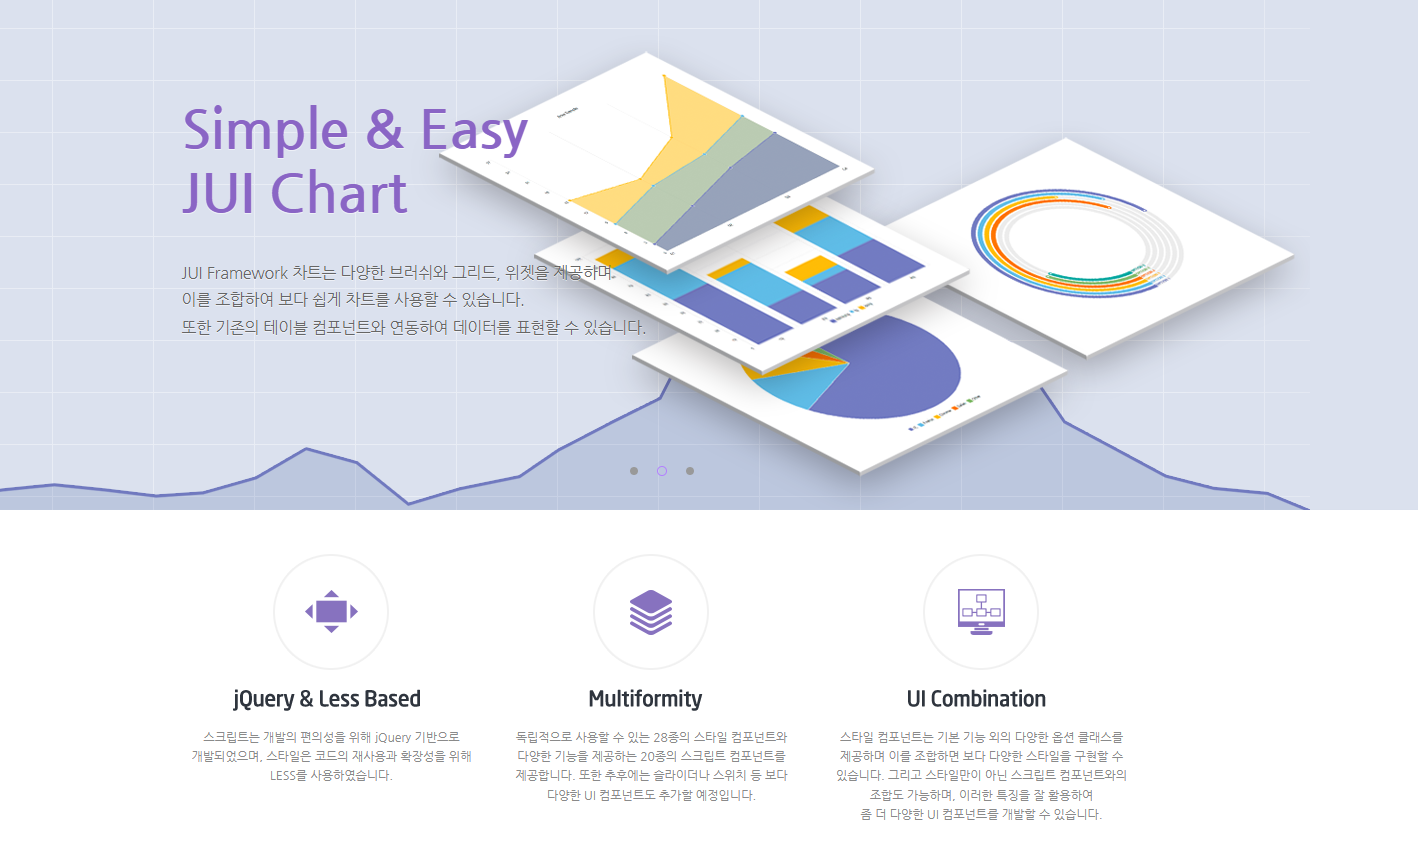 Simple & Easy
JUI Chart
JUI Framework 차트는 다양한 브러쉬와 그리드, 위젯을 제공하며,
이를 조합하여 보다 쉽게 차트를 사용할 수 있습니다.
또한 기존의 테이블 컴포넌트와 연동하여 데이터를 표현할 수 있습니다.
jQuery & Less Based
스크립트는 개발의 편의성을 위해 jQuery 기반으로
개발되었으며, 스타일은 코드의 재사용과 확장성을 위해
LESS를 사용하였습니다.
Multiformity
독립적으로 사용할 수 있는 28종의 스타일 컴포넌트와
다양한 기능을 제공하는 20종의 스크립트 컴포넌트를
제공합니다. 또한 추후에는 슬라이더나 스위치 등 보다
다양한 UI 컴포넌트도 추가할 예정입니다.
UI Combination
스타일 컴포넌트는 기본 기능 외의 다양한 옵션 클래스를
제공하며 이를 조합하면 보다 다양한 스타일을 구현할 수
있습니다. 그리고 스타일만이 아닌 스크립트 컴포넌트와의
조합도 가능하며, 이러한 특징을 잘 활용하여
좀 더 다양한 UI 컴포넌트를 개발할 수 있습니다.